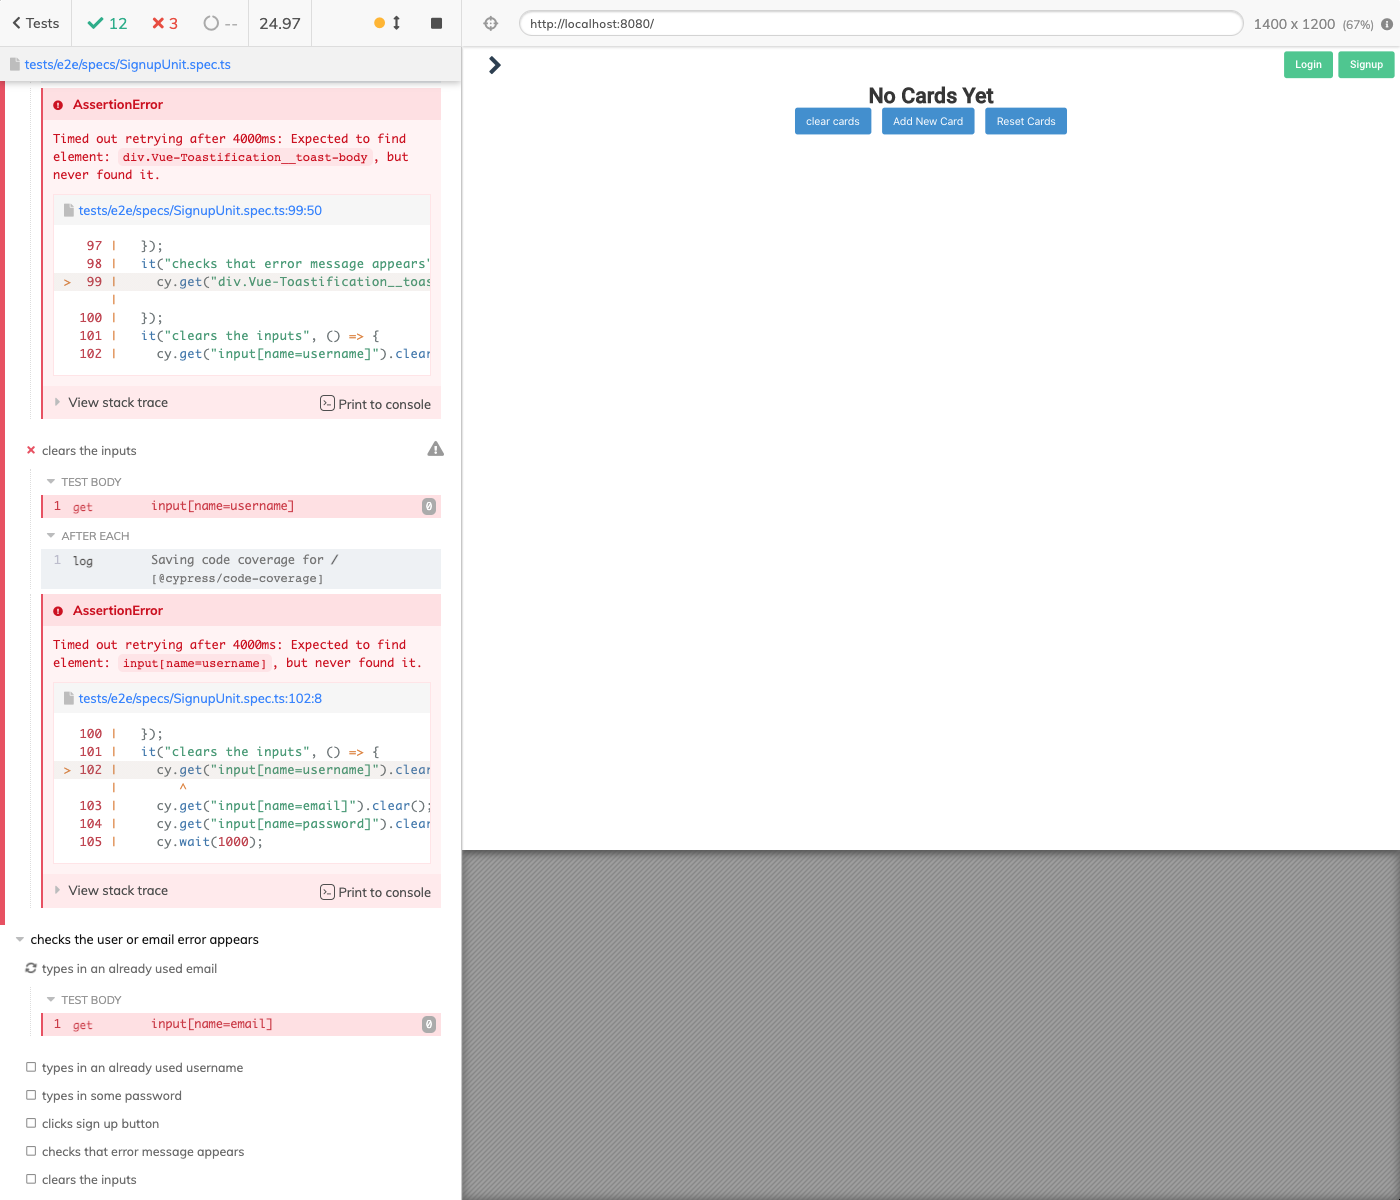 Tests
12
3
--
24.97
http://localhost:8080/
1400 x 1200 (67%)
tests/e2e/specs/SignupUnit.spec.ts
AssertionError
Timed out retrying after 4000ms: Expected to find
element: div.Vue-Toastification__toast-body, but
never found it.
tests/e2e/specs/SignupUnit.spec.ts:99:50
97 | });
98 | it("checks that error message appears"
> 99 | cy.get("div.Vue-Toastification__toas
|
100 | });
101 | it("clears the inputs", () => {
102 | cy.get("input[name=username]").clear
View stack trace
Print to console
clears the inputs
TEST BODY
1 get input[name=username] 0
AFTER EACH
1 log Saving code coverage for /
[@cypress/code-coverage]
AssertionError
Timed out retrying after 4000ms: Expected to find
element: input[name=username], but never found it.
tests/e2e/specs/SignupUnit.spec.ts:102:8
100 | });
101 | it("clears the inputs", () => {
> 102 | cy.get("input[name=username]").clear
| ^
103 | cy.get("input[name=email]").clear();
104 | cy.get("input[name=password]").clear
105 | cy.wait(1000);
View stack trace
Print to console
checks the user or email error appears
types in an already used email
TEST BODY
1 get input[name=email] 0
types in an already used username
types in some password
clicks sign up button
checks that error message appears
clears the inputs
Login
Signup
No Cards Yet
clear cards
Add New Card
Reset Cards